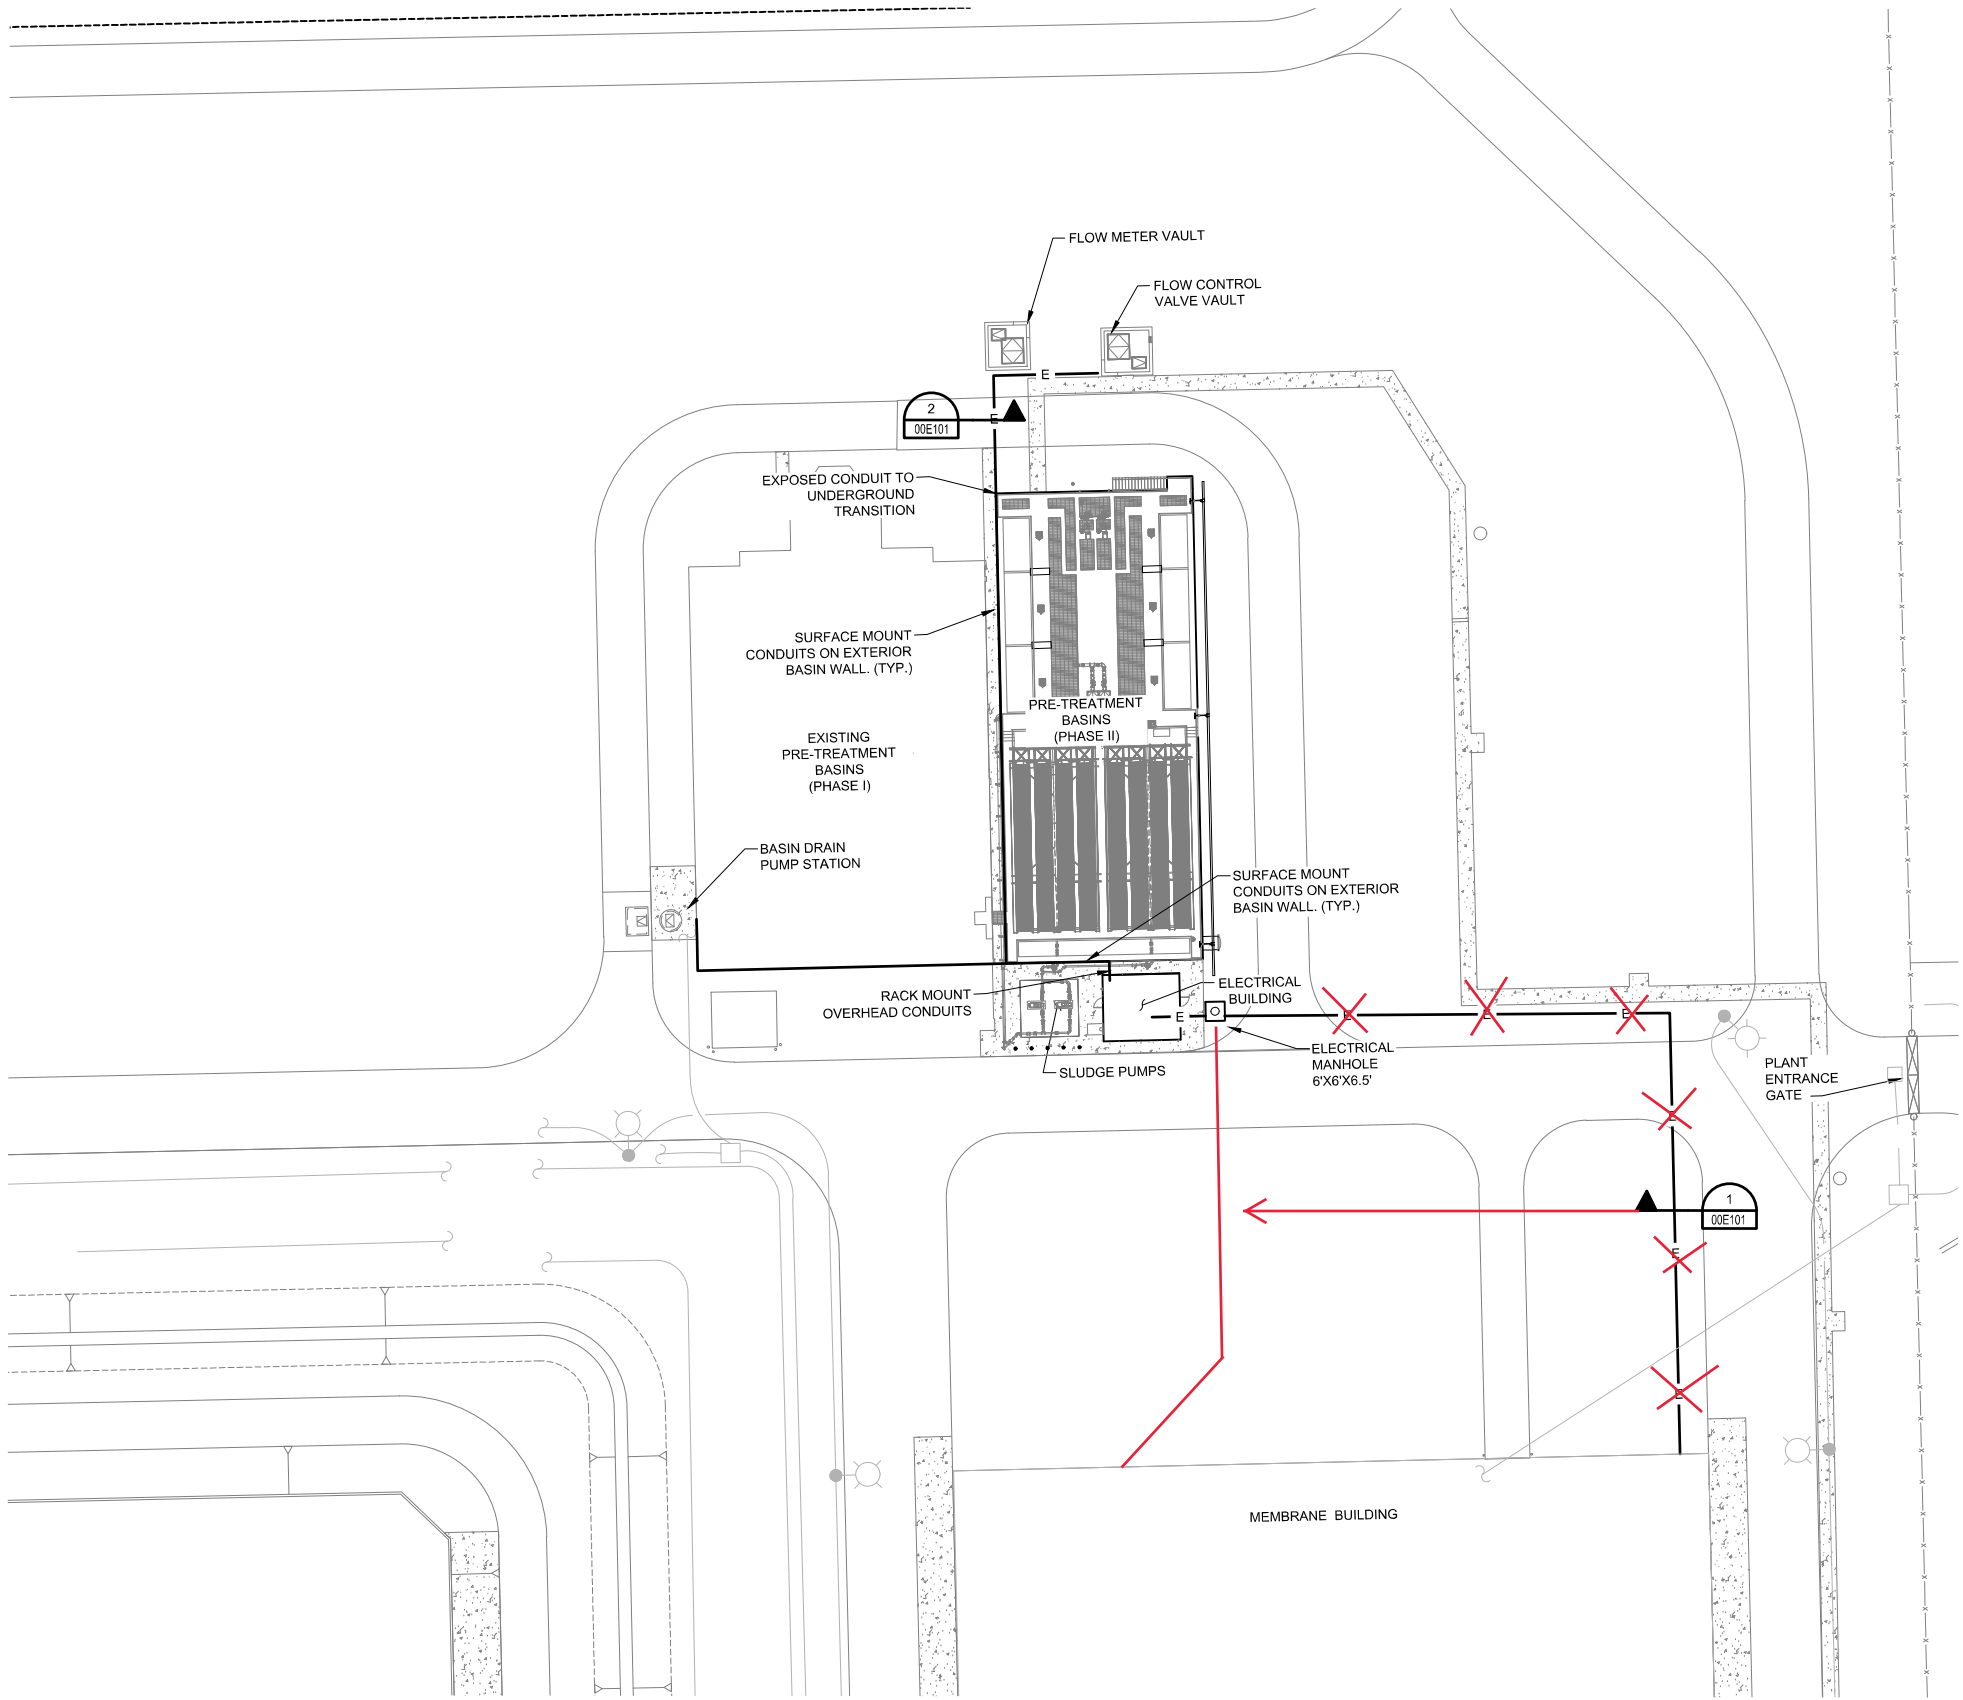 FLOW METER VAULT
FLOW CONTROL
VALVE VAULT
E
2
00E101
E
EXPOSED CONDUIT TO
UNDERGROUND
TRANSITION
SURFACE MOUNT
CONDUITS ON EXTERIOR
BASIN WALL. (TYP.)
PRE-TREATMENT
BASINS
(PHASE II)
EXISTING
PRE-TREATMENT
BASINS
(PHASE I)
BASIN DRAIN
PUMP STATION
SURFACE MOUNT
CONDUITS ON EXTERIOR
BASIN WALL. (TYP.)
RACK MOUNT
OVERHEAD CONDUITS
ELECTRICAL
BUILDING
E
E
E
E
ELECTRICAL
MANHOLE
6'X6'X6.5'
SLUDGE PUMPS
PLANT
ENTRANCE
GATE
E
1
00E101
E
E
MEMBRANE BUILDING